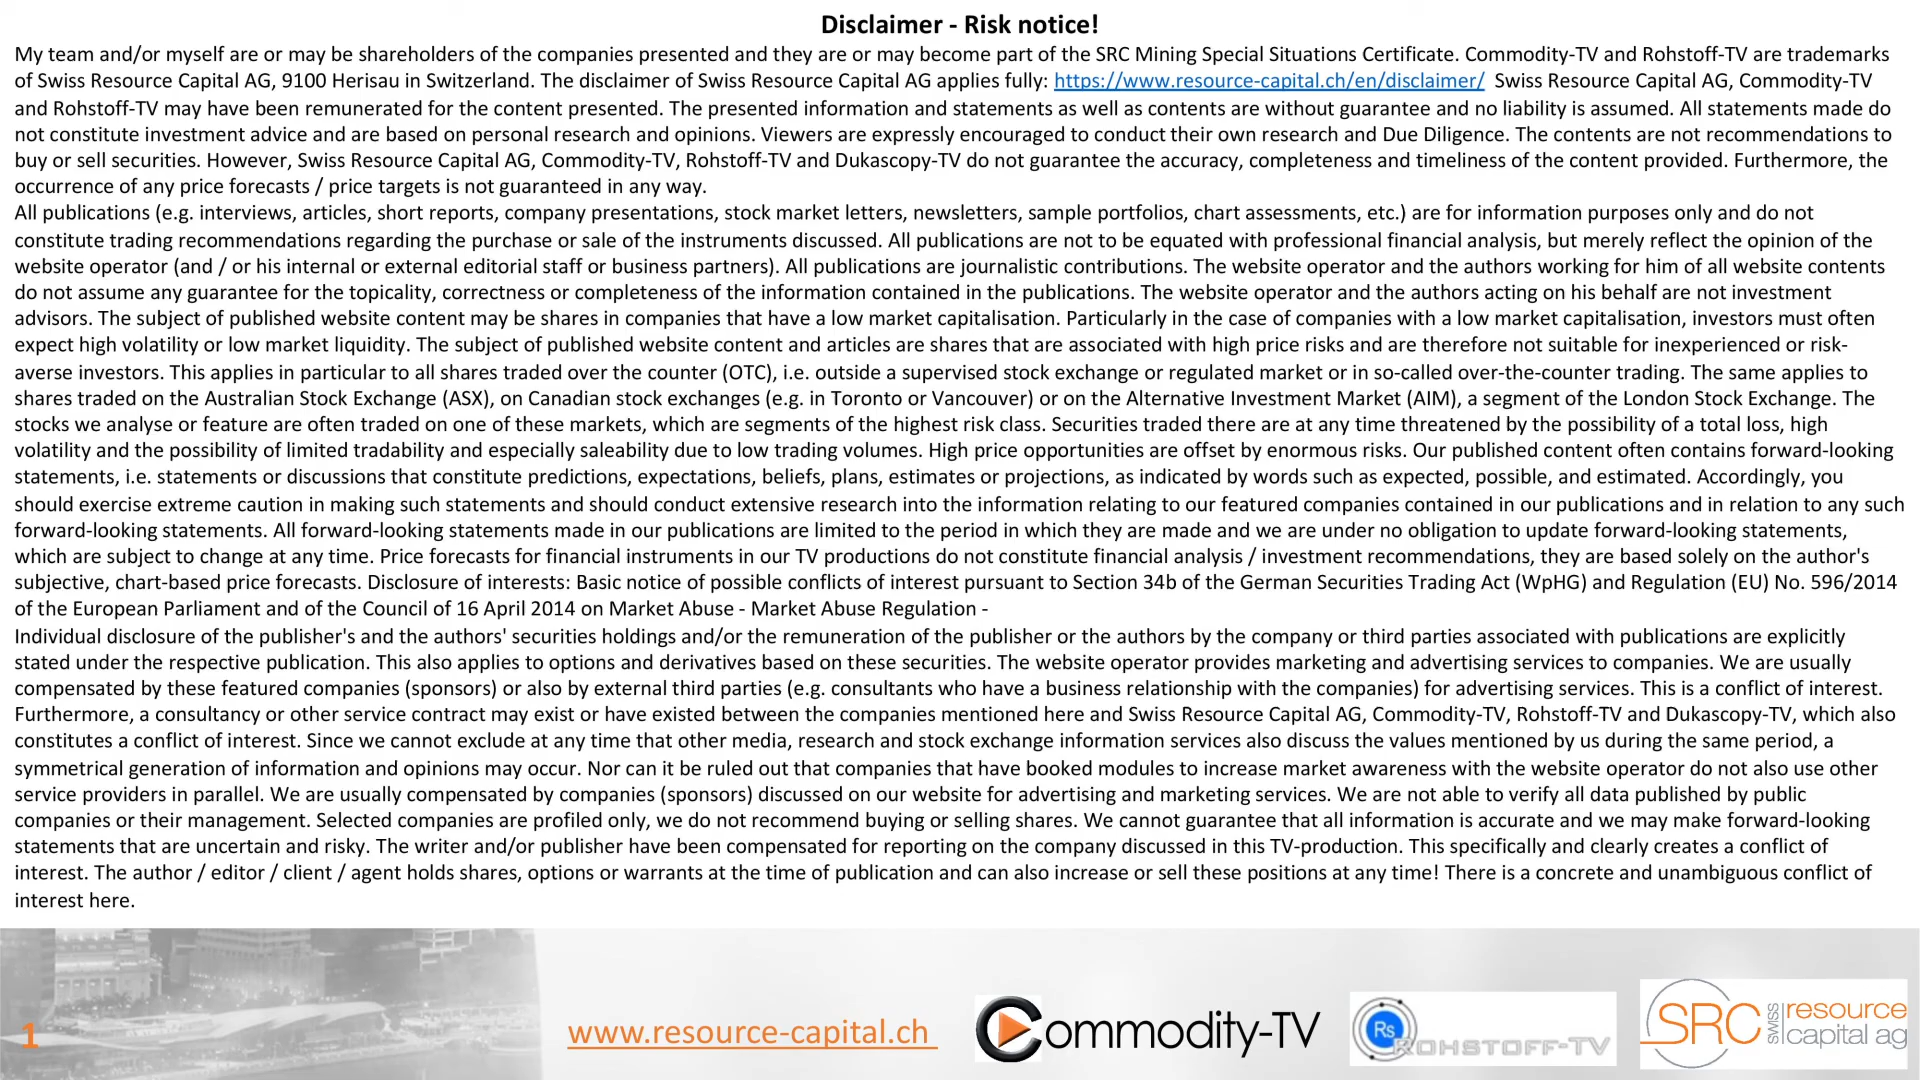 Disclaimer - Risk notice!
My team and/or myself are or may be shareholders of the companies presented and they are or may become part of the SRC Mining Special Situations Certificate. Commodity-TV and Rohstoff-TV are trademarks
of Swiss Resource Capital AG, 9100 Herisau in Switzerland. The disclaimer of Swiss Resource Capital AG applies fully: https://www.resource-capital.ch/en/disclaimer/ Swiss Resource Capital AG, Commodity-TV
and Rohstoff-TV may have been remunerated for the content presented. The presented information and statements as well as contents are without guarantee and no liability is assumed. All statements made do
not constitute investment advice and are based on personal research and opinions. Viewers are expressly encouraged to conduct their own research and Due Diligence. The contents are not recommendations to
buy or sell securities. However, Swiss Resource Capital AG, Commodity-TV, Rohstoff-TV and Dukascopy-TV do not guarantee the accuracy, completeness and timeliness of the content provided. Furthermore, the
occurrence of any price forecasts / price targets is not guaranteed in any way.
All publications (e.g. interviews, articles, short reports, company presentations, stock market letters, newsletters, sample portfolios, chart assessments, etc.) are for information purposes only and do not
constitute trading recommendations regarding the purchase or sale of the instruments discussed. All publications are not to be equated with professional financial analysis, but merely reflect the opinion of the
website operator (and / or his internal or external editorial staff or business partners). All publications are journalistic contributions. The website operator and the authors working for him of all website contents
do not assume any guarantee for the topicality, correctness or completeness of the information contained in the publications. The website operator and the authors acting on his behalf are not investment
advisors. The subject of published website content may be shares in companies that have a low market capitalisation. Particularly in the case of companies with a low market capitalisation, investors must often
expect high volatility or low market liquidity. The subject of published website content and articles are shares that are associated with high price risks and are therefore not suitable for inexperienced or risk-
averse investors. This applies in particular to all shares traded over the counter (OTC), i.e. outside a supervised stock exchange or regulated market or in so-called over-the-counter trading. The same applies to
shares traded on the Australian Stock Exchange (ASX), on Canadian stock exchanges (e.g. in Toronto or Vancouver) or on the Alternative Investment Market (AIM), a segment of the London Stock Exchange. The
stocks we analyse or feature are often traded on one of these markets, which are segments of the highest risk class. Securities traded there are at any time threatened by the possibility of a total loss, high
volatility and the possibility of limited tradability and especially saleability due to low trading volumes. High price opportunities are offset by enormous risks. Our published content often contains forward-looking
statements, i.e. statements or discussions that constitute predictions, expectations, beliefs, plans, estimates or projections, as indicated by words such as expected, possible, and estimated. Accordingly, you
should exercise extreme caution in making such statements and should conduct extensive research into the information relating to our featured companies contained in our publications and in relation to any such
forward-looking statements. All forward-looking statements made in our publications are limited to the period in which they are made and we are under no obligation to update forward-looking statements,
which are subject to change at any time. Price forecasts for financial instruments in our TV productions do not constitute financial analysis / investment recommendations, they are based solely on the author's
subjective, chart-based price forecasts. Disclosure of interests: Basic notice of possible conflicts of interest pursuant to Section 34b of the German Securities Trading Act (WpHG) and Regulation (EU) No. 596/2014
of the European Parliament and of the Council of 16 April 2014 on Market Abuse - Market Abuse Regulation -
Individual disclosure of the publisher's and the authors' securities holdings and/or the remuneration of the publisher or the authors by the company or third parties associated with publications are explicitly
stated under the respective publication. This also applies to options and derivatives based on these securities. The website operator provides marketing and advertising services to companies. We are usually
compensated by these featured companies (sponsors) or also by external third parties (e.g. consultants who have a business relationship with the companies) for advertising services. This is a conflict of interest.
Furthermore, a consultancy or other service contract may exist or have existed between the companies mentioned here and Swiss Resource Capital AG, Commodity-TV, Rohstoff-TV and Dukascopy-TV, which also
constitutes a conflict of interest. Since we cannot exclude at any time that other media, research and stock exchange information services also discuss the values mentioned by us during the same period, a
symmetrical generation of information and opinions may occur. Nor can it be ruled out that companies that have booked modules to increase market awareness with the website operator do not also use other
service providers in parallel. We are usually compensated by companies (sponsors) discussed on our website for advertising and marketing services. We are not able to verify all data published by public
companies or their management. Selected companies are profiled only, we do not recommend buying or selling shares. We cannot guarantee that all information is accurate and we may make forward-looking
statements that are uncertain and risky. The writer and/or publisher have been compensated for reporting on the company discussed in this TV-production. This specifically and clearly creates a conflict of
interest. The author / editor / client / agent holds shares, options or warrants at the time of publication and can also increase or sell these positions at any time! There is a concrete and unambiguous conflict of
interest here.
1
www.resource-capital.ch
Commodity-TV
Rs
ROHSTOFF-TV
SRC
SWISS
resource
capital ag